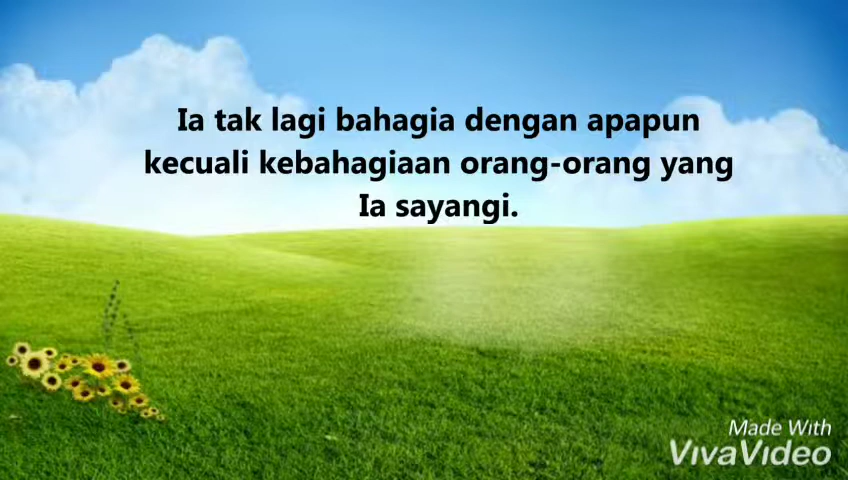 Ia tak lagi bahagia dengan apapun
kecuali kebahagiaan orang-orang yang
Ia sayangi.
Made With
VivaVideo